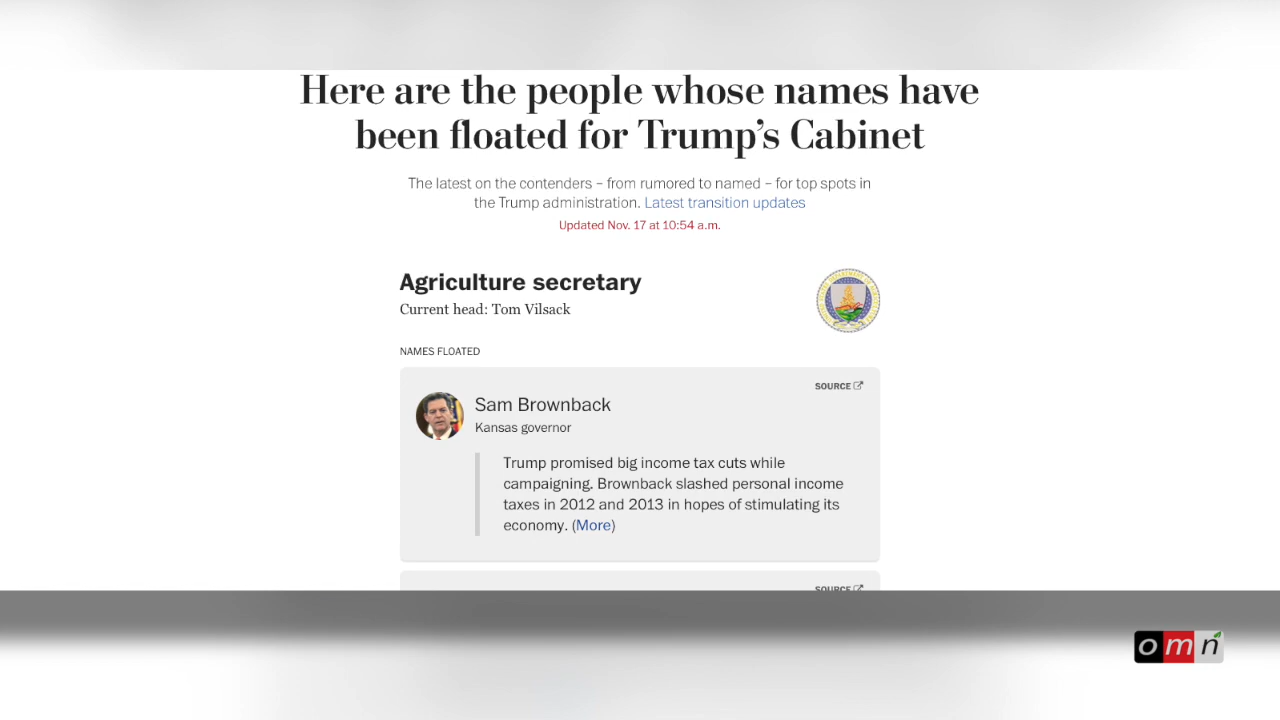 Here are the people whose names have
been floated for Trump’s Cabinet
The latest on the contenders – from rumored to named – for top spots in
the Trump administration. Latest transition updates
Updated Nov. 17 at 10:54 a.m.
Agriculture secretary
Current head: Tom Vilsack
NAMES FLOATED
SOURCE
Sam Brownback
Kansas governor
Trump promised big income tax cuts while
campaigning. Brownback slashed personal income
taxes in 2012 and 2013 in hopes of stimulating its
economy. (More)
SOURCE
omn